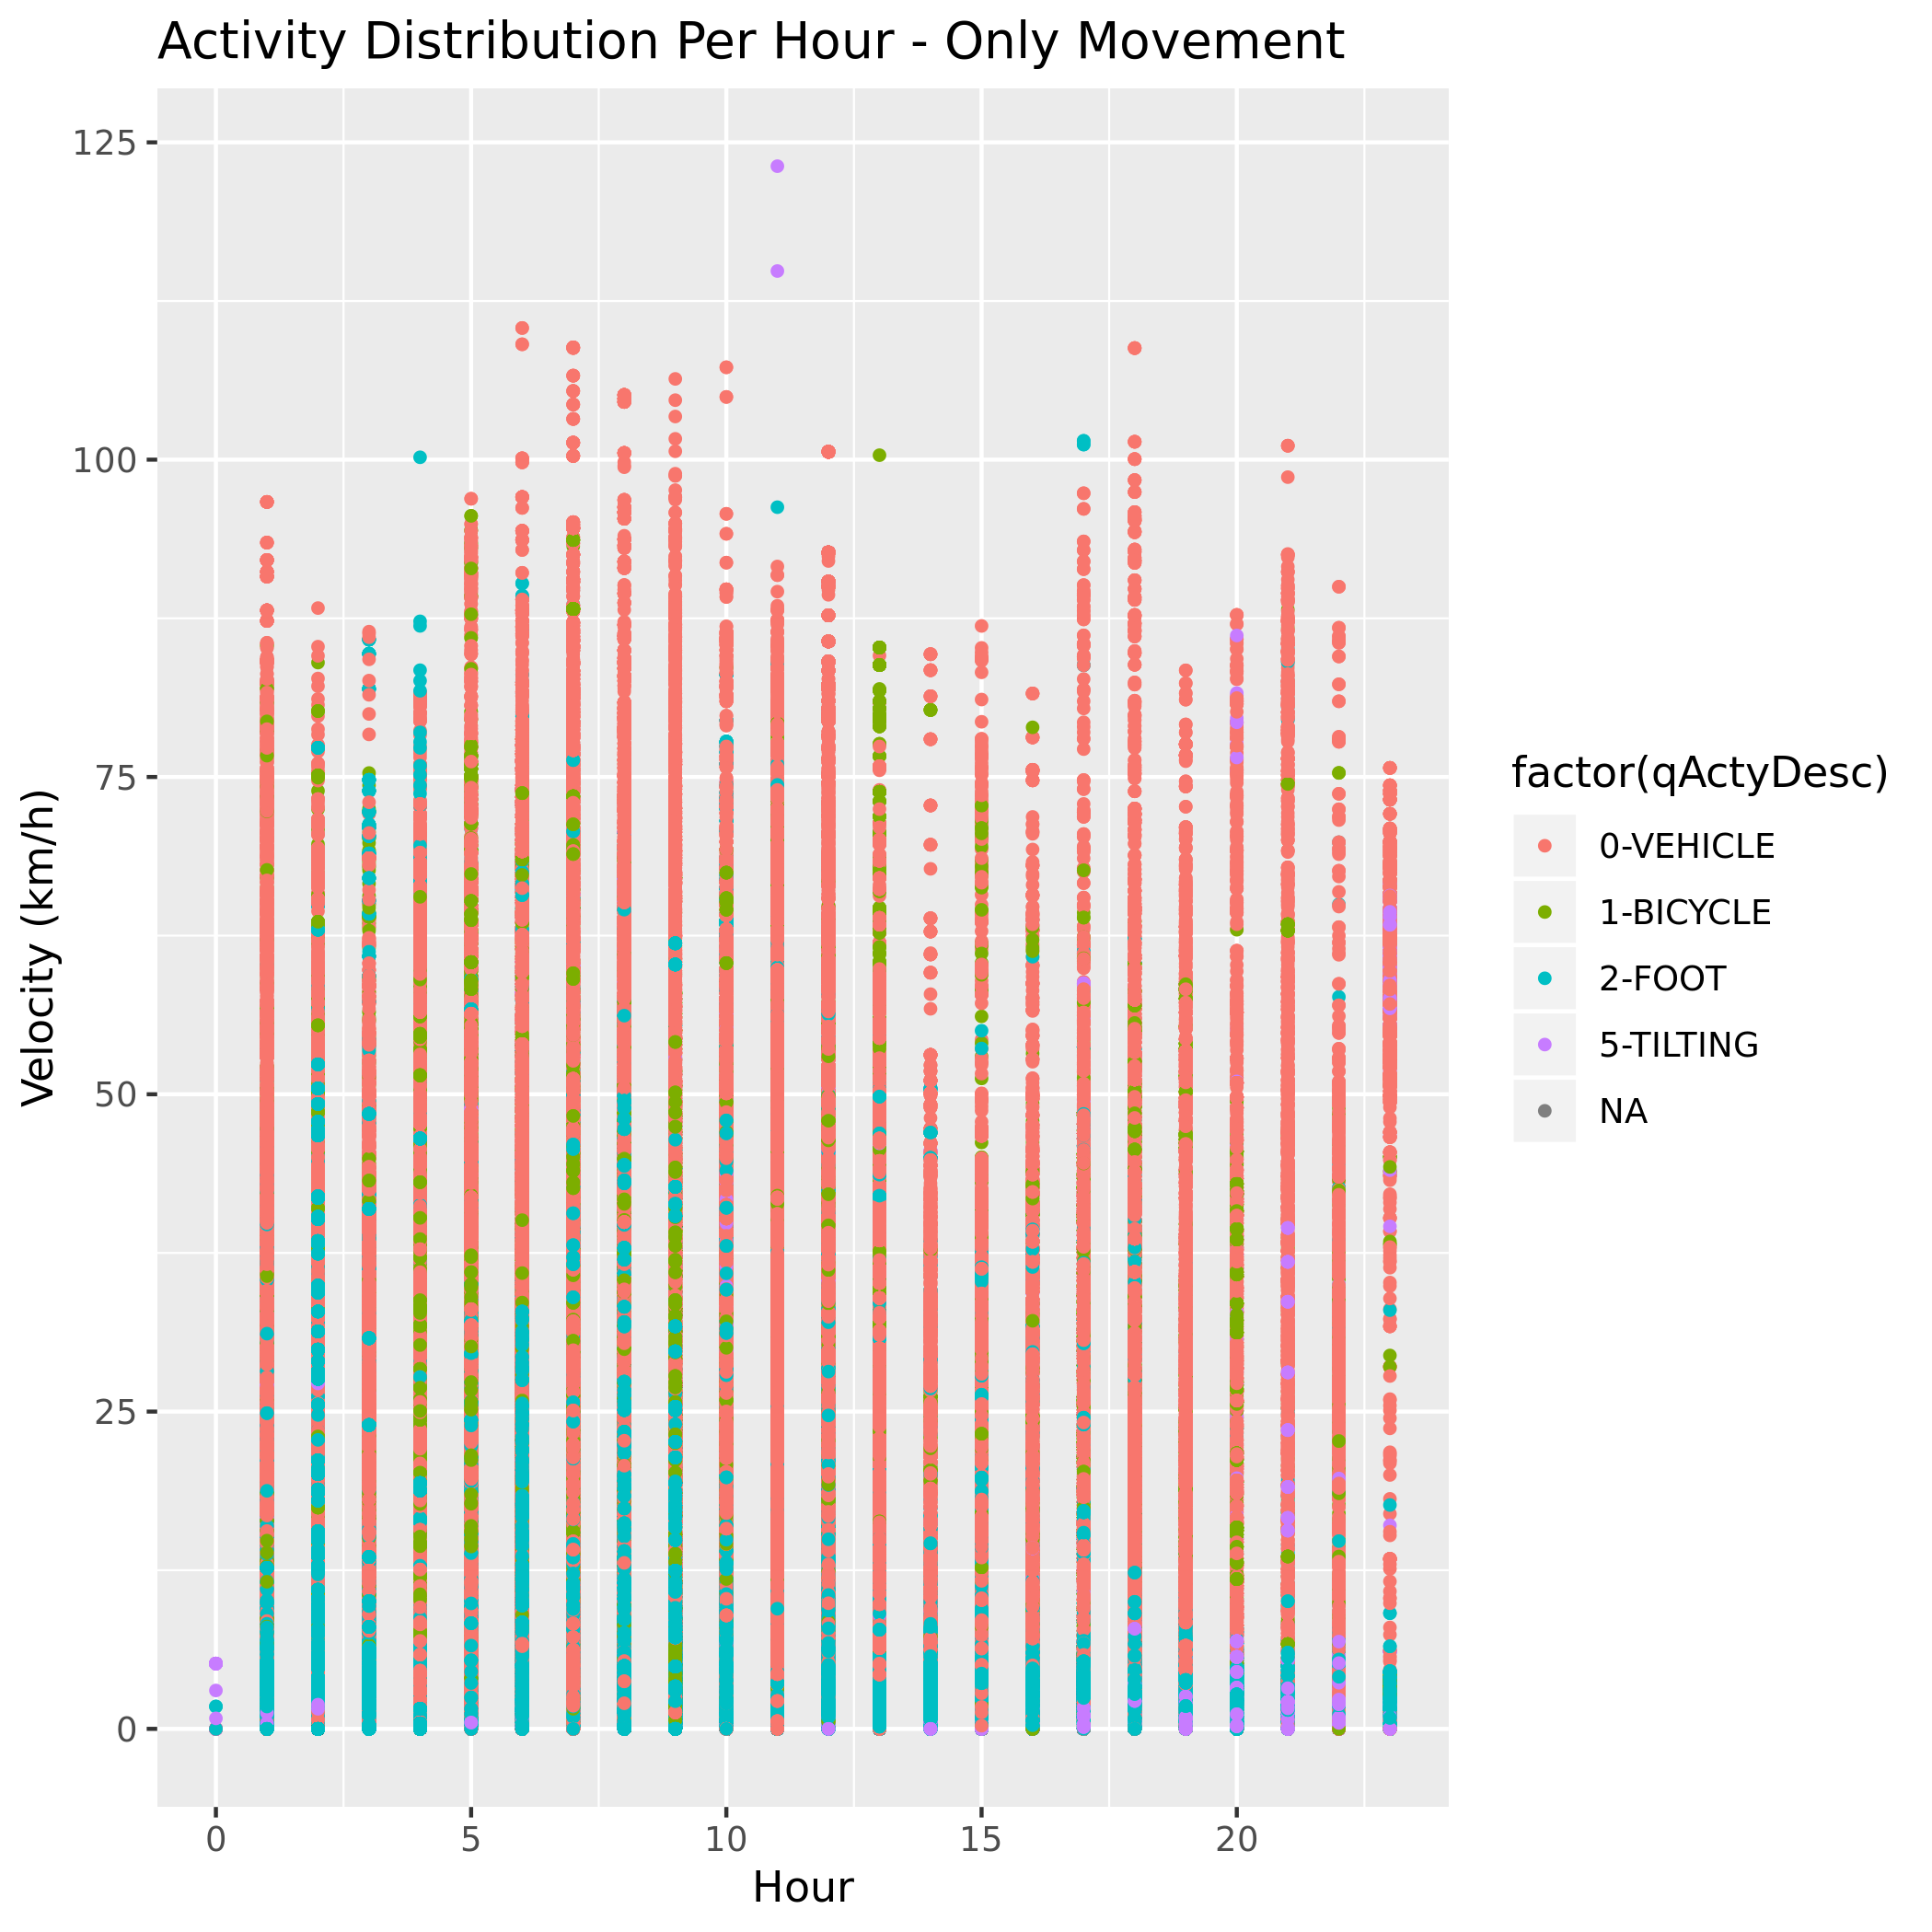 Activity Distribution Per Hour - Only Movement
125
100
75
50
25
0
Velocity (km/h)
0 5 10 15 20
Hour
factor(qActyDesc)
0-VEHICLE
1-BICYCLE
2-FOOT
5-TILTING
NA